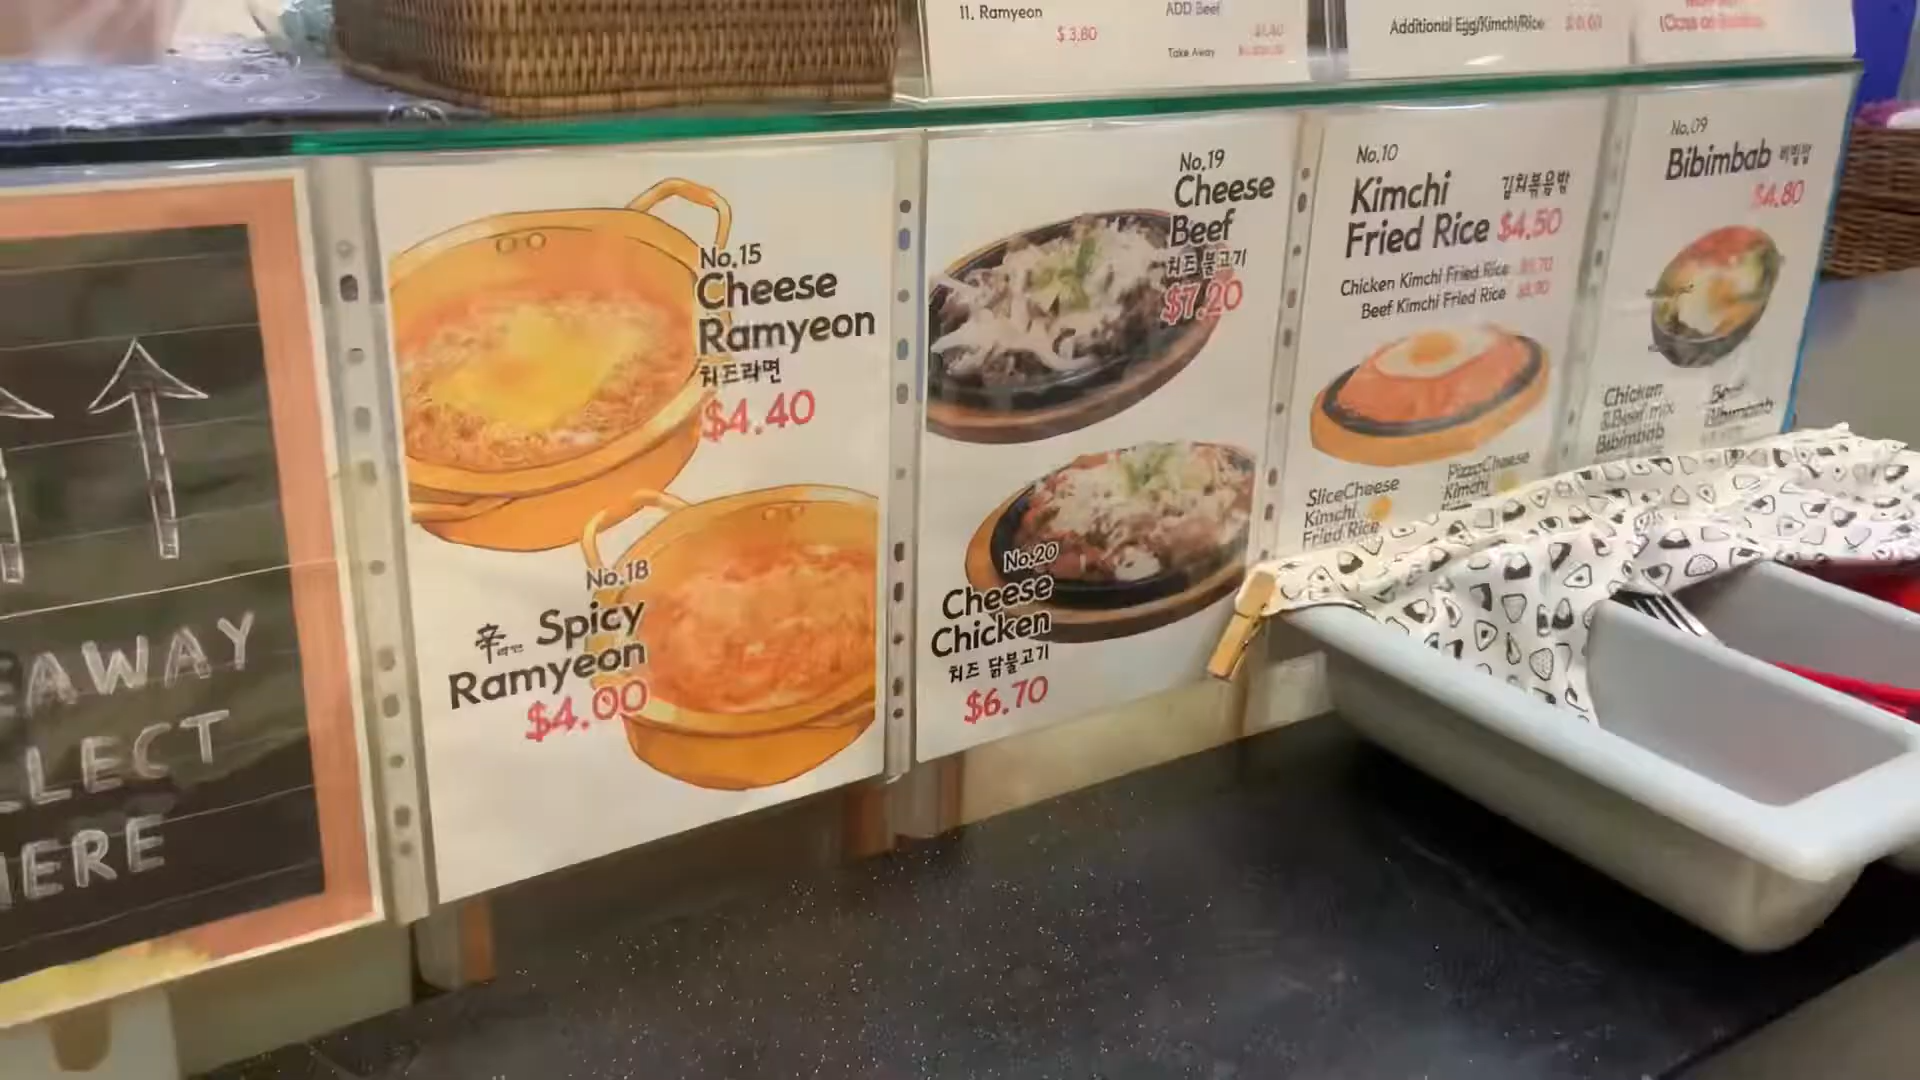 11. Ramyeon
$3.80
ADD Beef
Take Away
Additional Egg/Kimchi/Rice
AWAY
LLECT
HERE
No.15
Cheese
Ramyeon
치즈라면
$4.40
No.18
辛 Spicy
Ramyeon
$4.00
No.19
Cheese
Beef
치즈 불고기
$7.20
No.20
Cheese
Chicken
치즈 닭불고기
$6.70
No.10
Kimchi 김치볶음밥
Fried Rice $4.50
Chicken Kimchi Fried Rice
Beef Kimchi Fried Rice
SliceCheese
Kimchi
Fried Rice
PizzaCheese
Kimchi
No.09
Bibimbab 비빔밥
$4.80
Chicken
&Beef mix
Bibimbab
Beef
Bibimbab